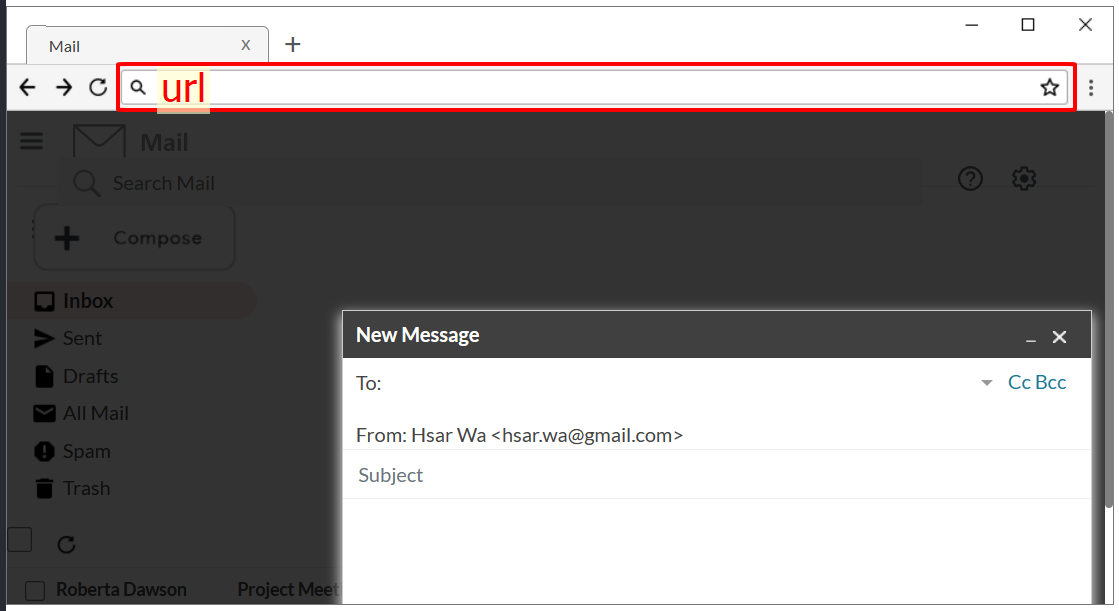 Mail x
url
Mail
Search Mail
Compose
Inbox
Sent
Drafts
All Mail
Spam
Trash
New Message
To: Cc Bcc
From: Hsar Wa <hsar.wa@gmail.com>
Subject
Roberta Dawson Project